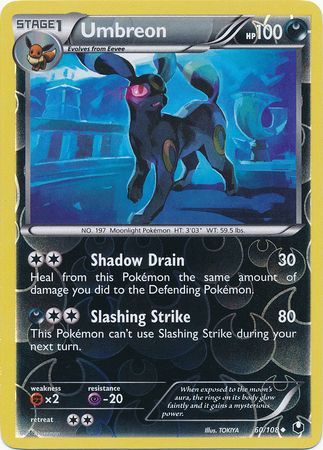 STAGE1 Umbreon HP100
Evolves from Eevee
NO. 197 Moonlight Pokémon HT: 3'03" WT: 59.5 lbs.
Shadow Drain 30
Heal from this Pokémon the same amount of
damage you did to the Defending Pokémon.
Slashing Strike 80
This Pokémon can't use Slashing Strike during your
next turn.
weakness resistance
×2 -20
retreat
When exposed to the moon's
aura, the rings on its body glow
faintly and it gains a mysterious
power.
Illus. TOKIYA 60/108